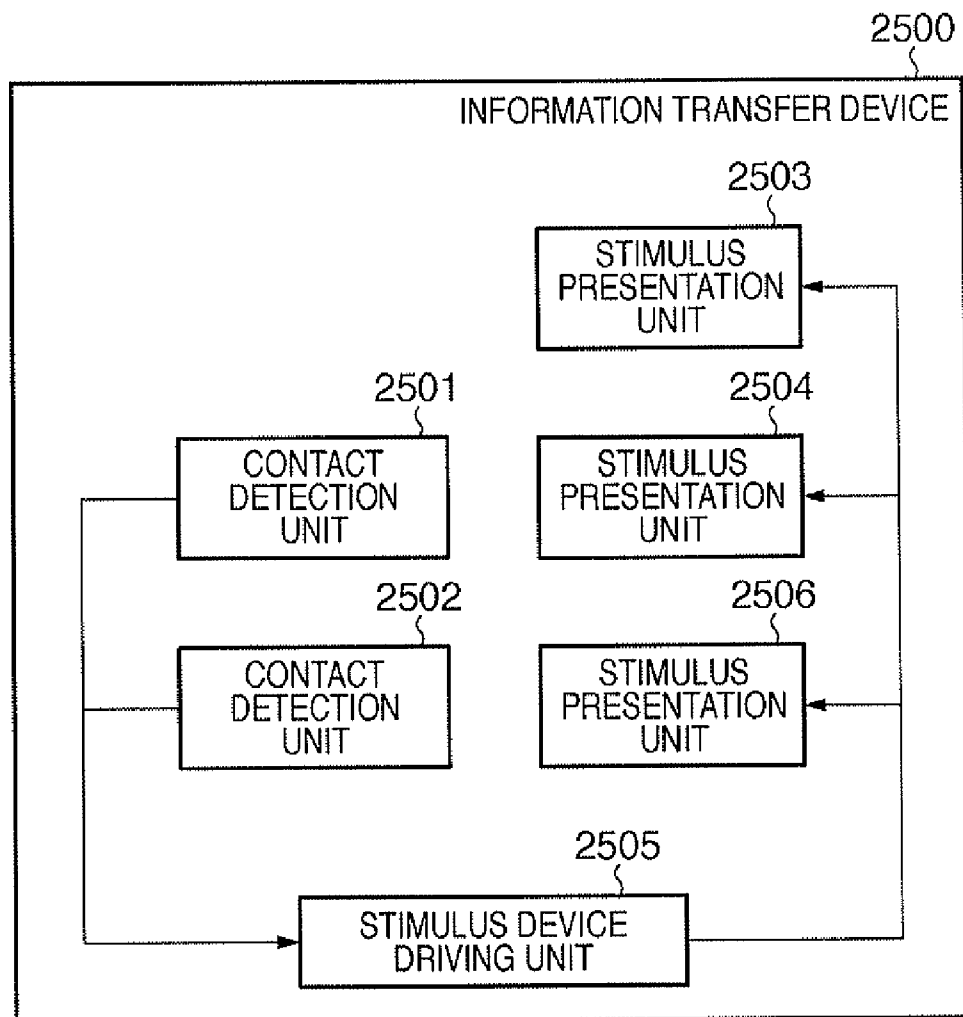 2500
INFORMATION TRANSFER DEVICE
2503
STIMULUS
PRESENTATION
UNIT
2501
CONTACT
DETECTION
UNIT
2504
STIMULUS
PRESENTATION
UNIT
2502
CONTACT
DETECTION
UNIT
2506
STIMULUS
PRESENTATION
UNIT
2505
STIMULUS DEVICE
DRIVING UNIT